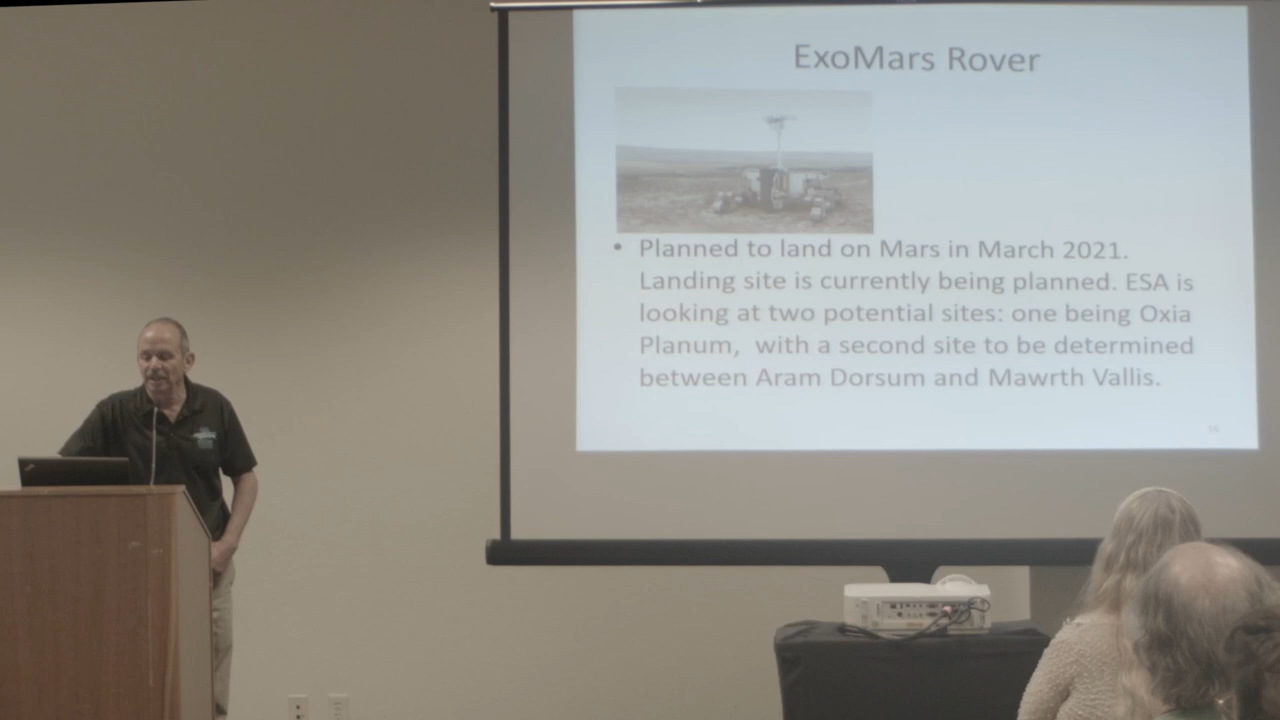 ExoMars Rover
• Planned to land on Mars in March 2021.
Landing site is currently being planned. ESA is
looking at two potential sites: one being Oxia
Planum, with a second site to be determined
between Aram Dorsum and Mawrth Vallis.
16